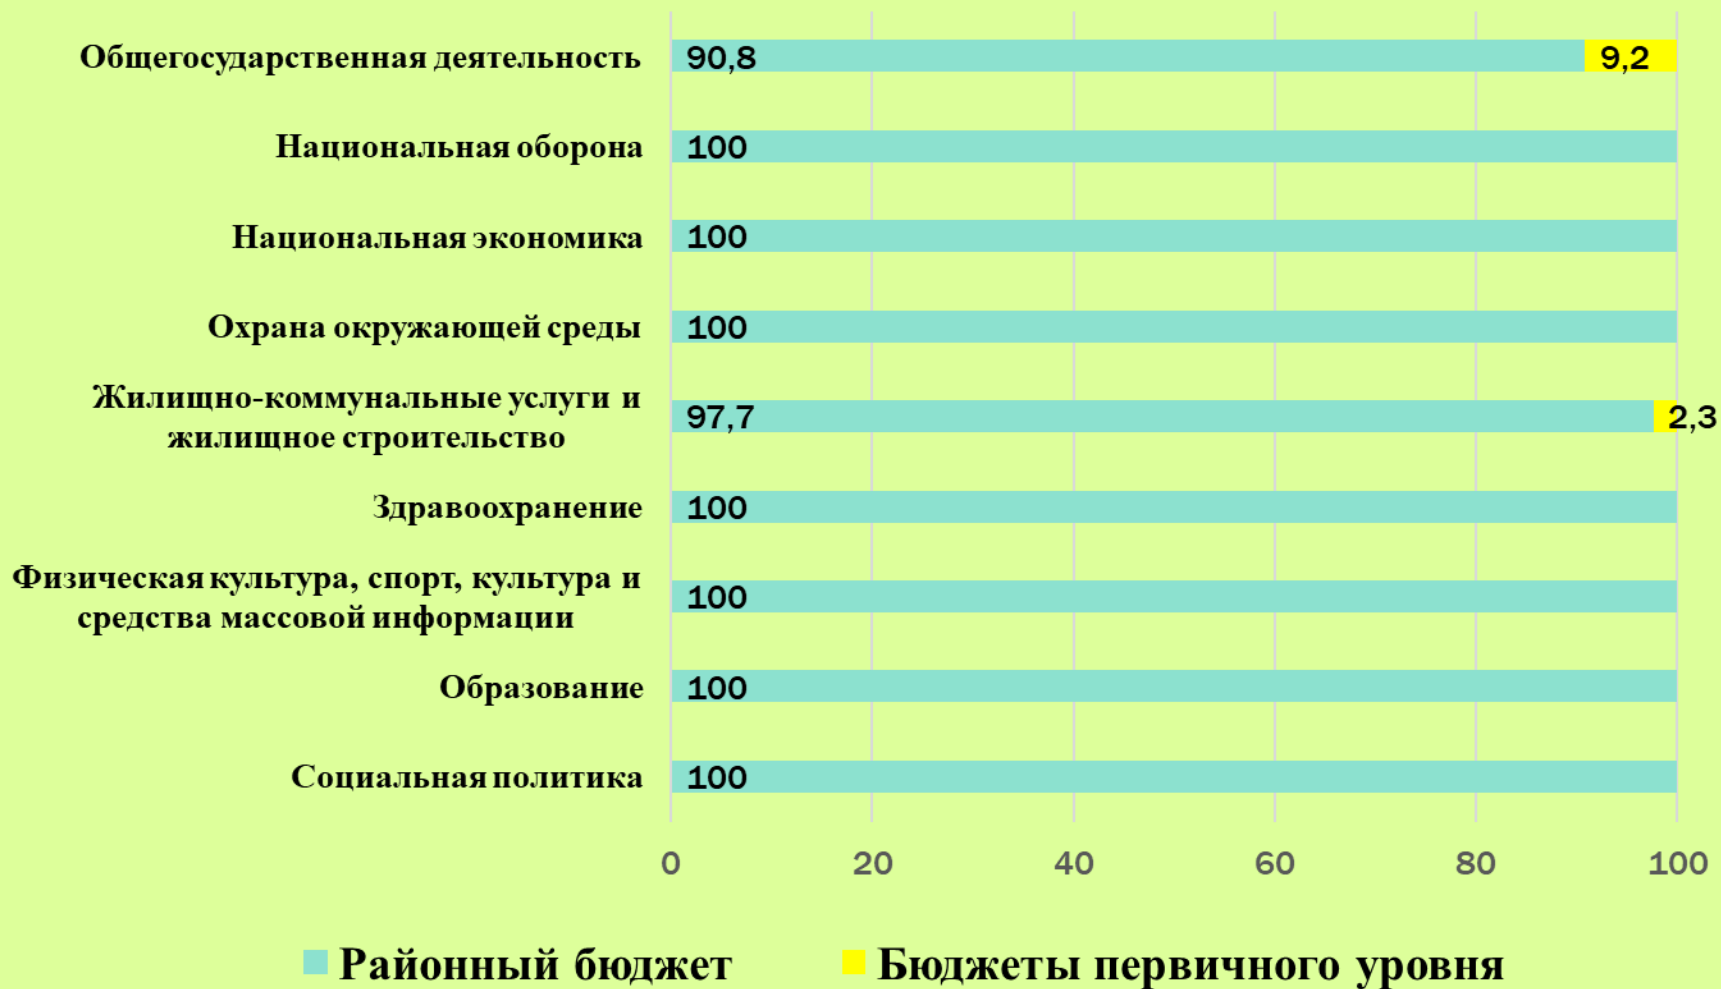 Общегосударственная деятельность 90,8 9,2
Национальная оборона 100
Национальная экономика 100
Охрана окружающей среды 100
Жилищно-коммунальные услуги и
жилищное строительство
97,7 2,3
Здравоохранение 100
Физическая культура, спорт, культура и
средства массовой информации
100
Образование 100
Социальная политика 100
0 20 40 60 80 100
Районный бюджет Бюджеты первичного уровня